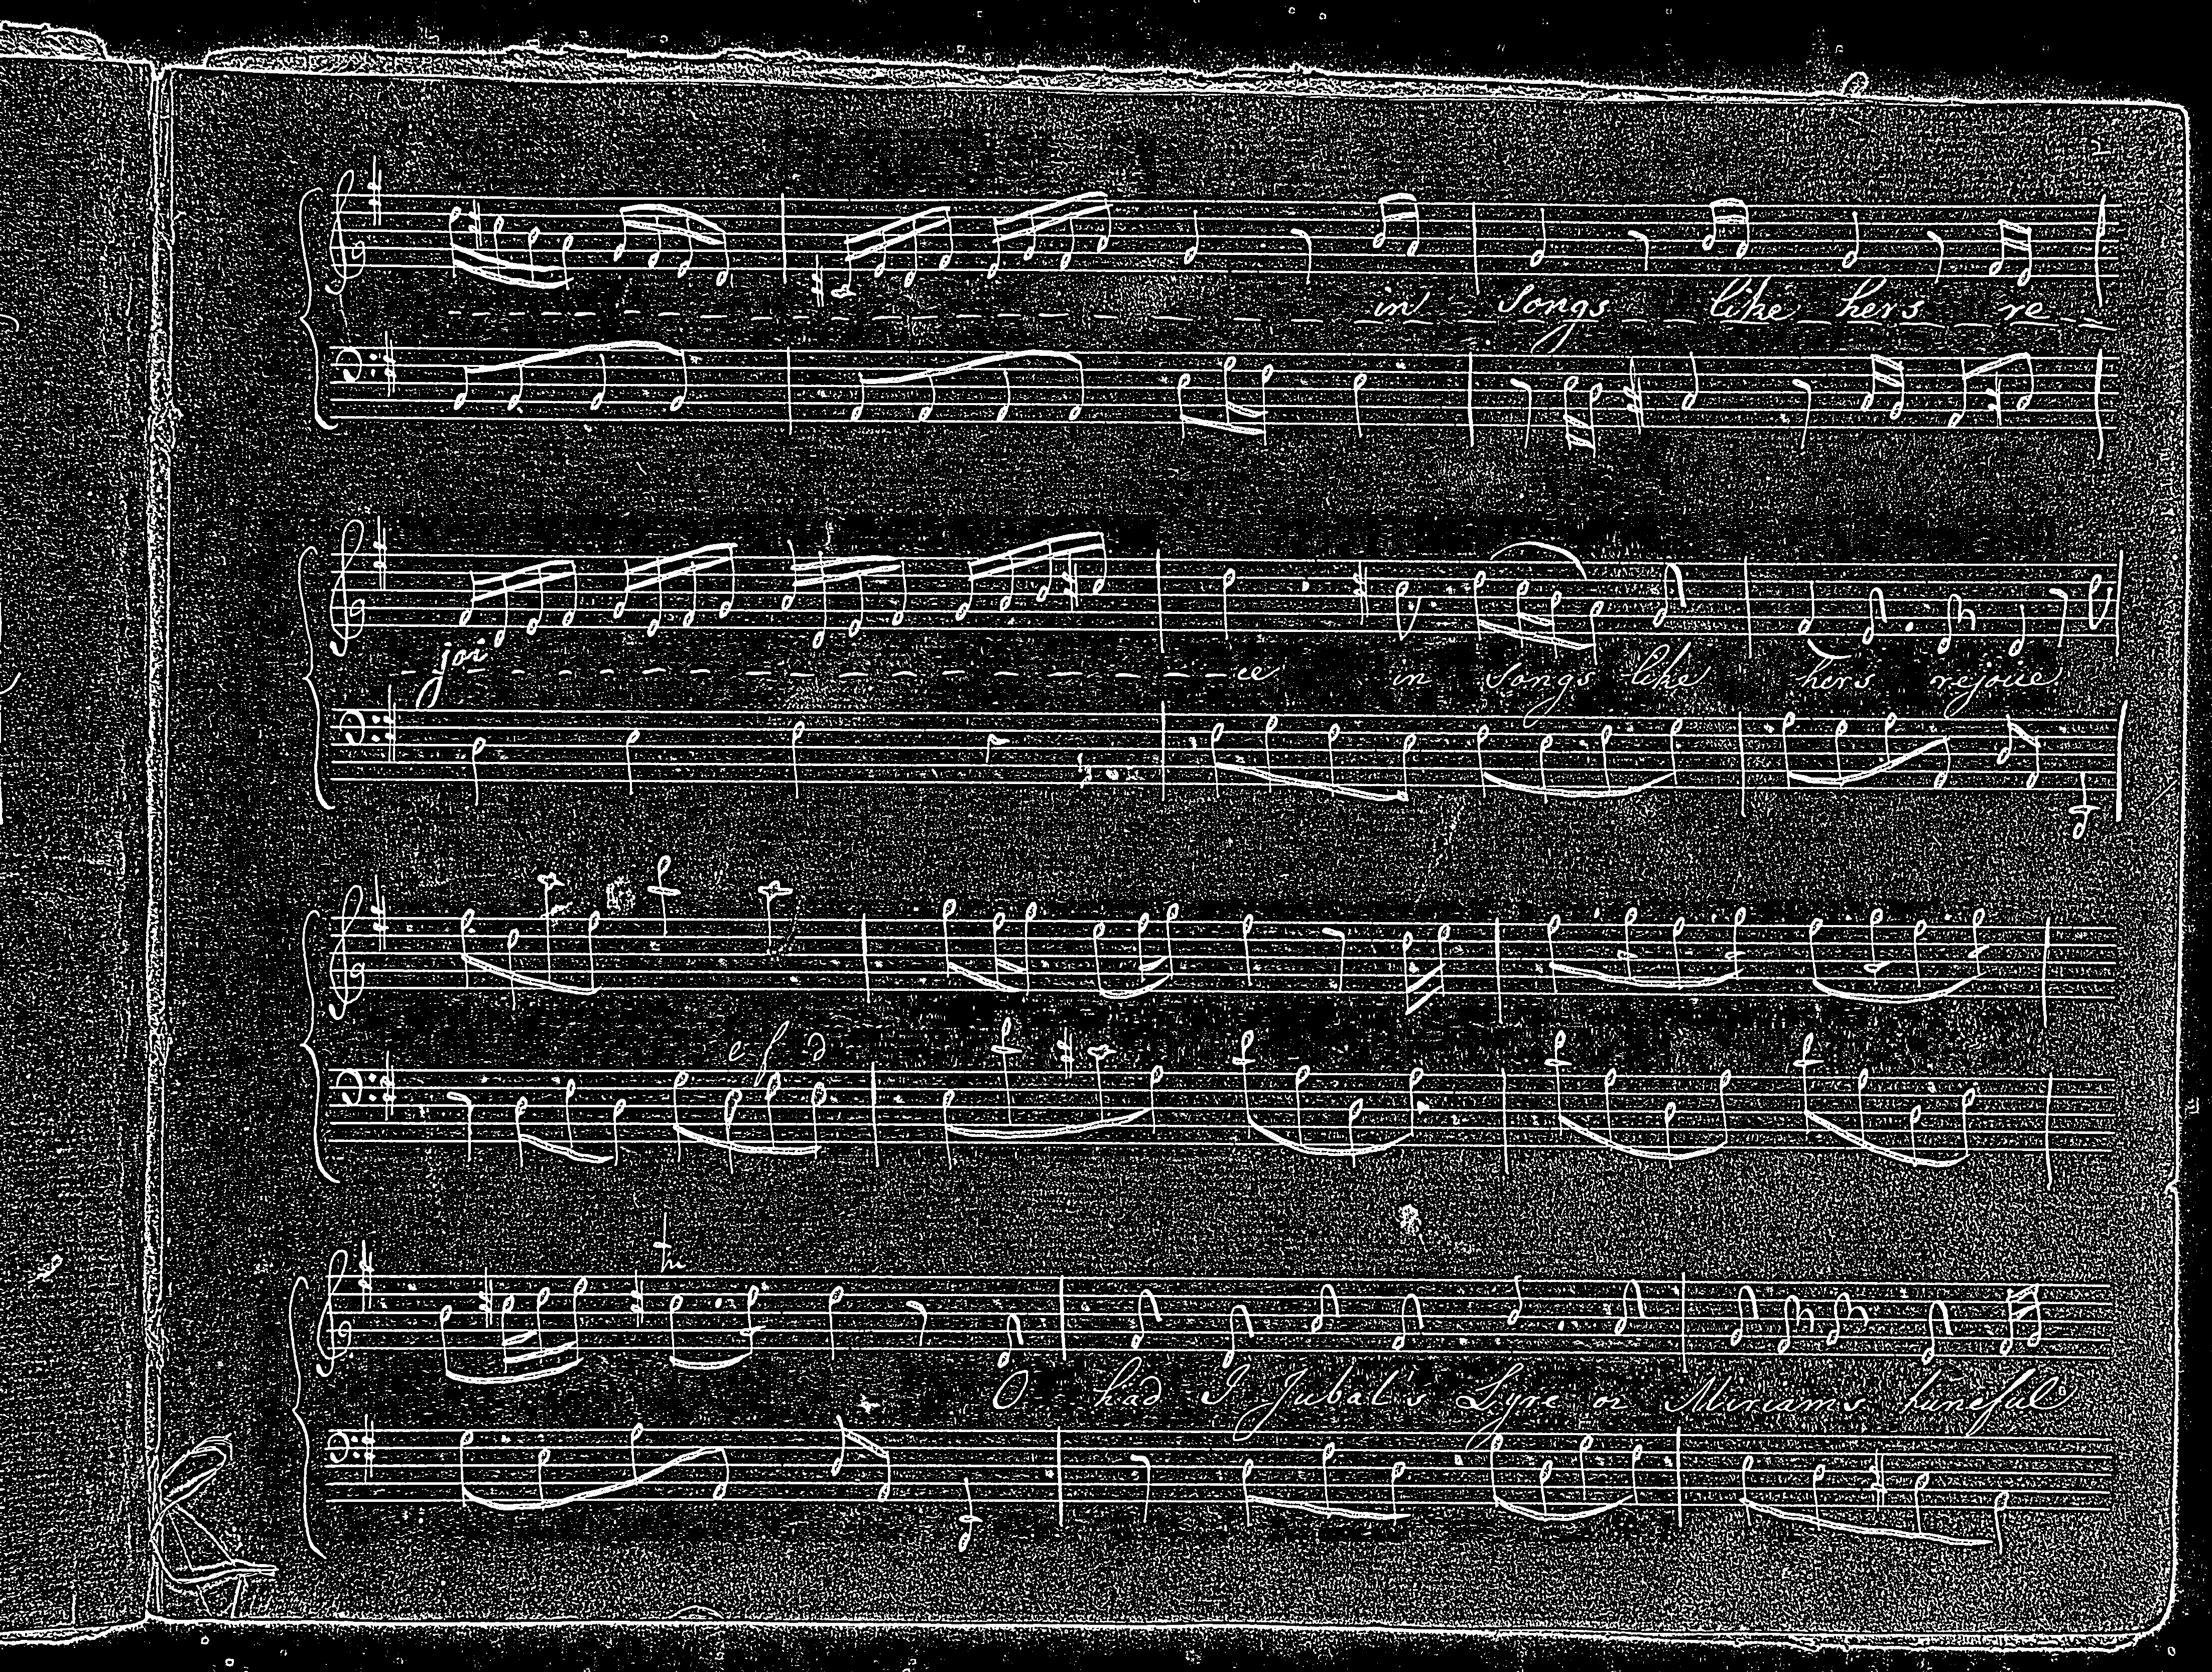 2
in songs like hers re
joi ce in songs like hers rejoice
e f d
tr
O had I Jubal's Lyre or Miriam's tuneful